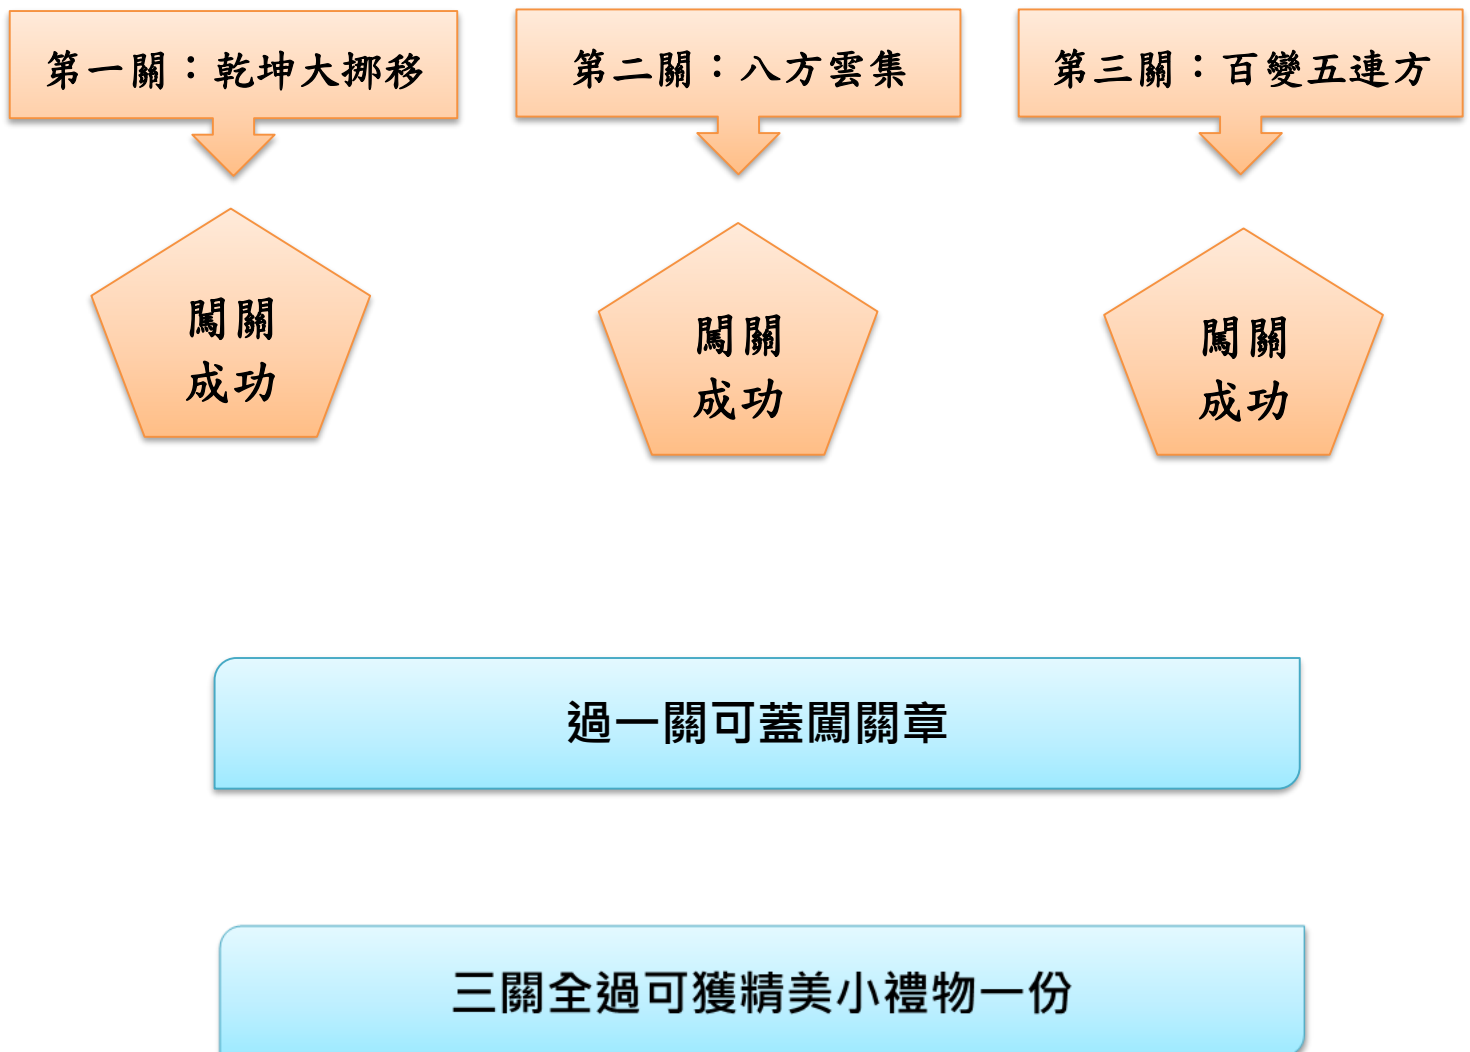 第一關：乾坤大挪移
第二關：八方雲集
第三關：百變五連方
闖關
成功
闖關
成功
闖關
成功
過一關可蓋闖關章
三關全過可獲精美小禮物一份